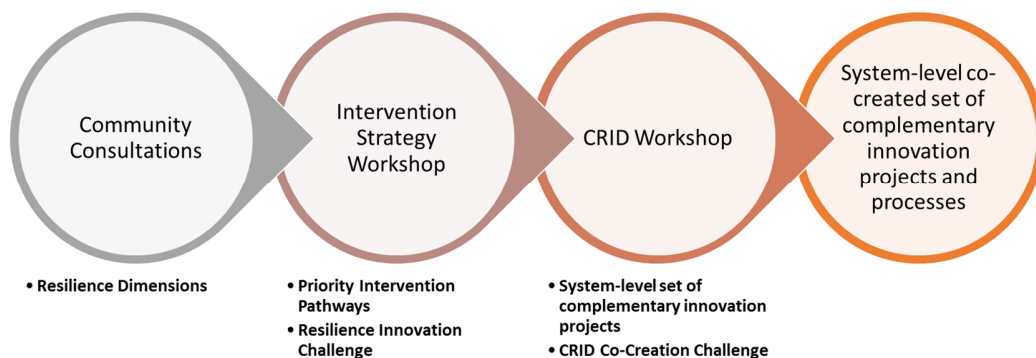 Community
Consultations
Intervention
Strategy
Workshop
CRID Workshop
System-level co-
created set of
complementary
innovation
projects and
processes
• Resilience Dimensions
• Priority Intervention
Pathways
• Resilience Innovation
Challenge
• System-level set of
complementary innovation
projects
• CRID Co-Creation Challenge